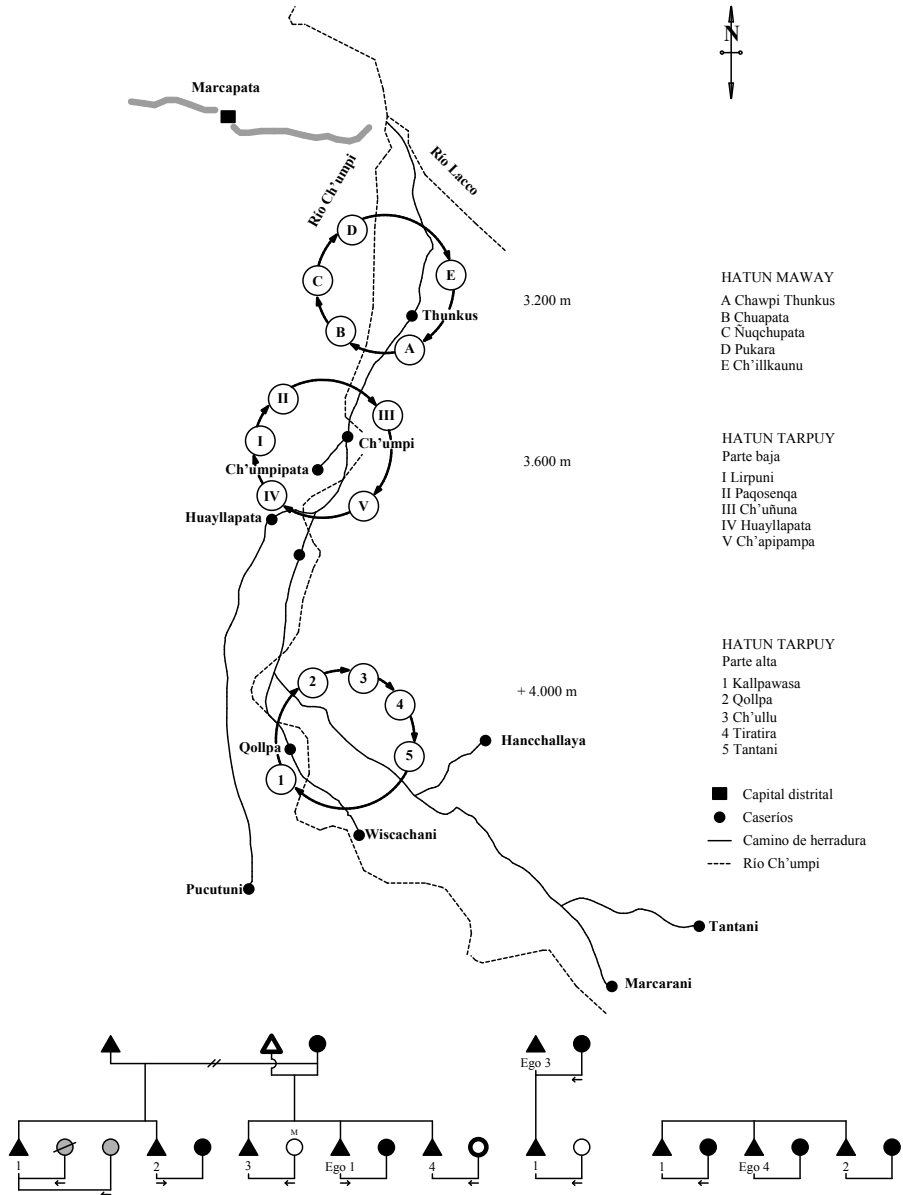 N
Marcapata
Río Ch'umpi
Río Lacco
D
E
C
B
A
Thunkus
3.200 m
HATUN MAWAY
A Chawpi Thunkus
B Chuapata
C Ñuqchupata
D Pukara
E Ch'illkaunu
II
III
I
Ch'umpi
Ch'umpipata
IV
V
Huayllapata
3.600 m
HATUN TARPUY
Parte baja
I Lirpuni
II Paqosenqa
III Ch'uñuna
IV Huayllapata
V Ch'apipampa
2
3
4
5
1
Qollpa
Hancchallaya
Wiscachani
Pucutuni
Tantani
Marcarani
+ 4.000 m
HATUN TARPUY
Parte alta
1 Kallpawasa
2 Qollpa
3 Ch'ullu
4 Tiratira
5 Tantani
Capital distrital
Caseríos
Camino de herradura
Río Ch'umpi
Ego 3
M
1
2
3
Ego 1
4
1
1
Ego 4
2